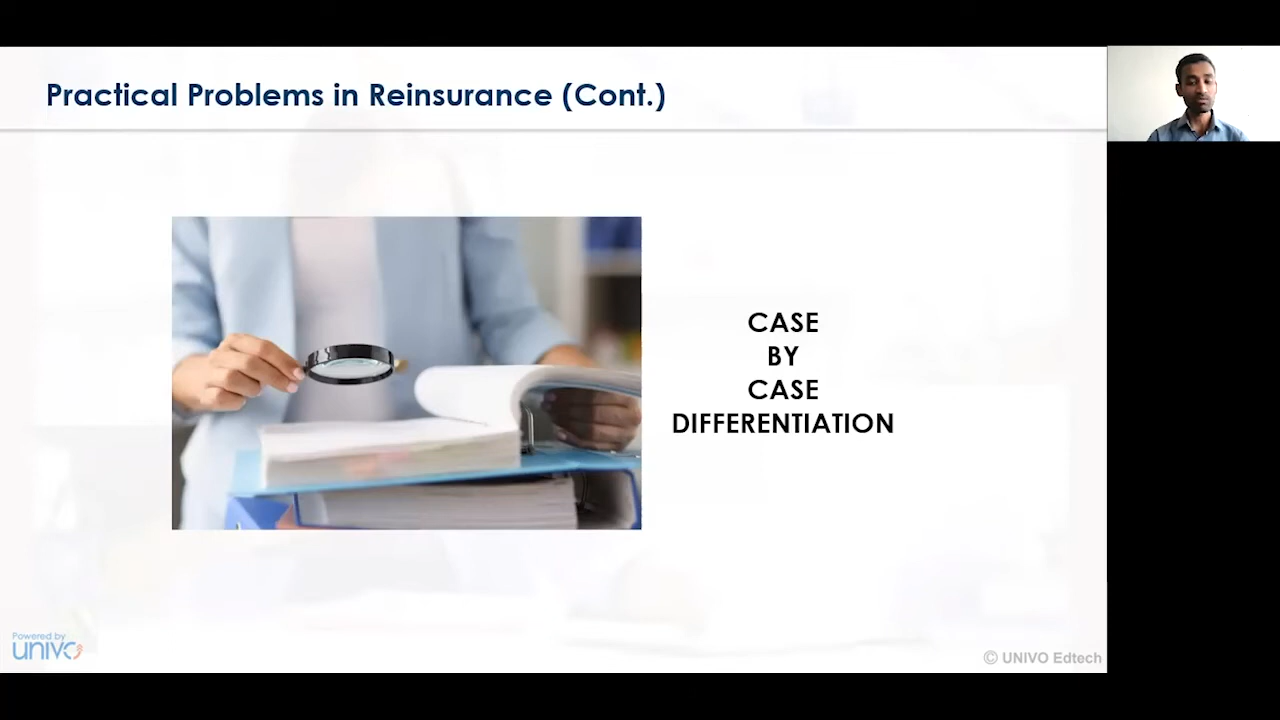 Practical Problems in Reinsurance (Cont.)
CASE
BY
CASE
DIFFERENTIATION
Powered by
univo
© UNIVO Edtech